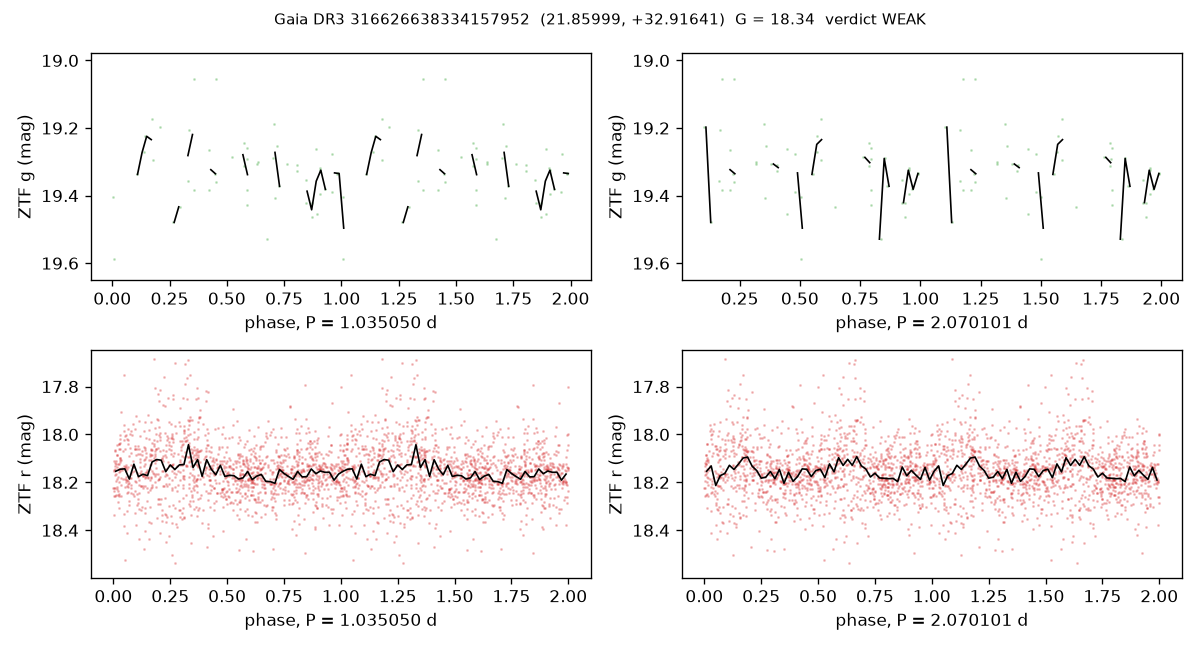 Gaia DR3 316626638334157952  (21.85999, +32.91641)  G = 18.34  verdict WEAK
ZTF g (mag)
19.0
19.2
19.4
19.6
0.00 0.25 0.50 0.75 1.00 1.25 1.50 1.75 2.00
phase, P = 1.035050 d
ZTF g (mag)
19.0
19.2
19.4
19.6
0.25 0.50 0.75 1.00 1.25 1.50 1.75 2.00
phase, P = 2.070101 d
ZTF r (mag)
17.8
18.0
18.2
18.4
0.00 0.25 0.50 0.75 1.00 1.25 1.50 1.75 2.00
phase, P = 1.035050 d
ZTF r (mag)
17.8
18.0
18.2
18.4
0.00 0.25 0.50 0.75 1.00 1.25 1.50 1.75 2.00
phase, P = 2.070101 d